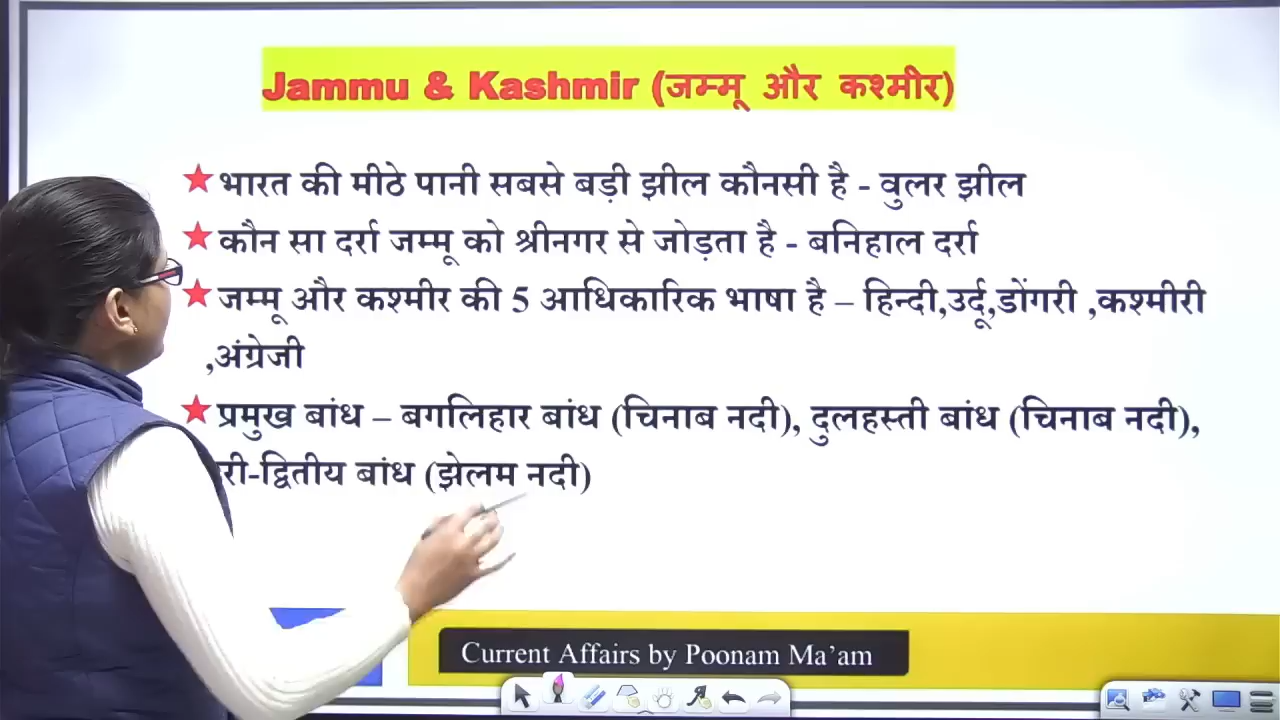 Jammu & Kashmir (जम्मू और कश्मीर)
भारत की मीठे पानी सबसे बड़ी झील कौनसी है - वुलर झील
कौन सा दर्रा जम्मू को श्रीनगर से जोड़ता है - बनिहाल दर्रा
जम्मू और कश्मीर की 5 आधिकारिक भाषा है – हिन्दी,उर्दू,डोंगरी ,कश्मीरी
,अंग्रेजी
प्रमुख बांध – बगलिहार बांध (चिनाब नदी), दुलहस्ती बांध (चिनाब नदी),
री-द्वितीय बांध (झेलम नदी)
Current Affairs by Poonam Ma’am